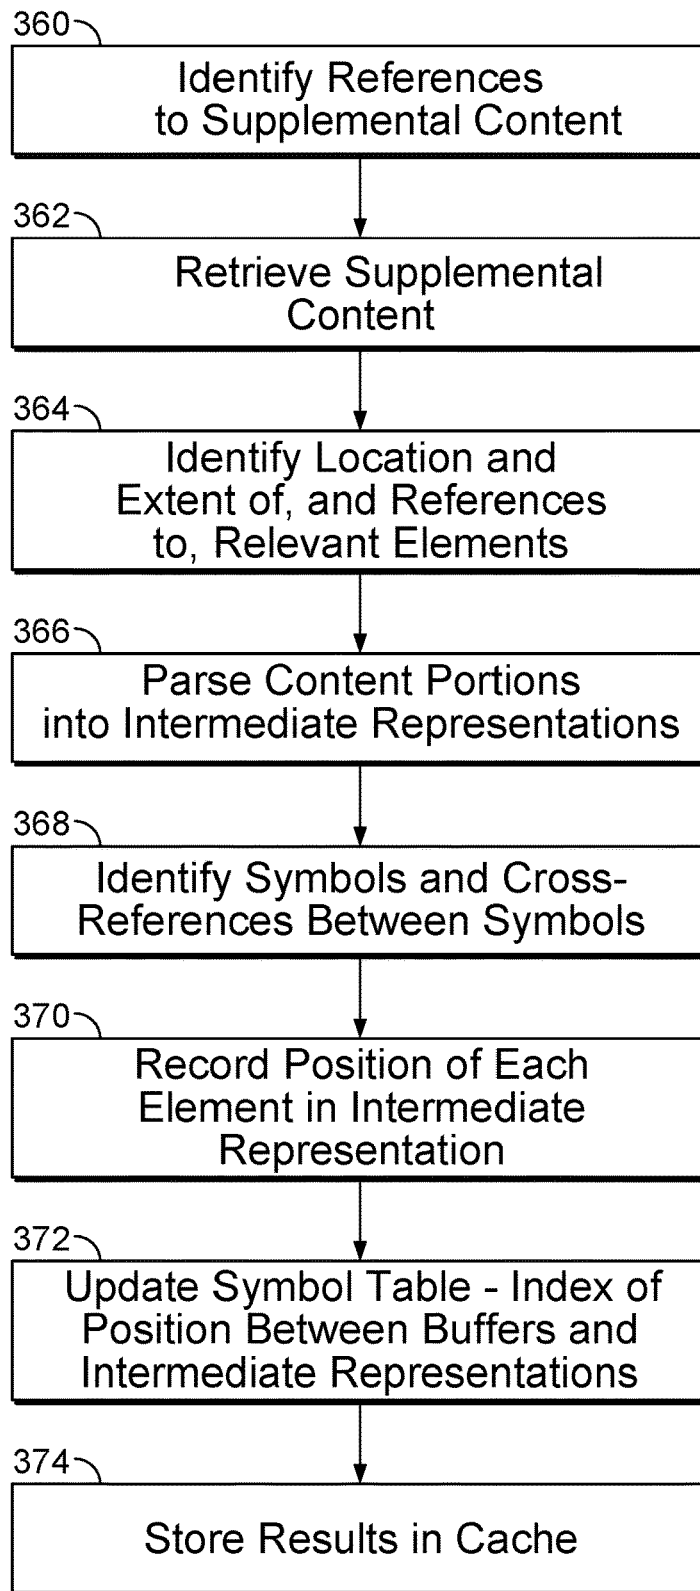 360
Identify References
to Supplemental Content
362
Retrieve Supplemental
Content
364
Identify Location and
Extent of, and References
to, Relevant Elements
366
Parse Content Portions
into Intermediate Representations
368
Identify Symbols and Cross-
References Between Symbols
370
Record Position of Each
Element in Intermediate
Representation
372
Update Symbol Table - Index of
Position Between Buffers and
Intermediate Representations
374
Store Results in Cache